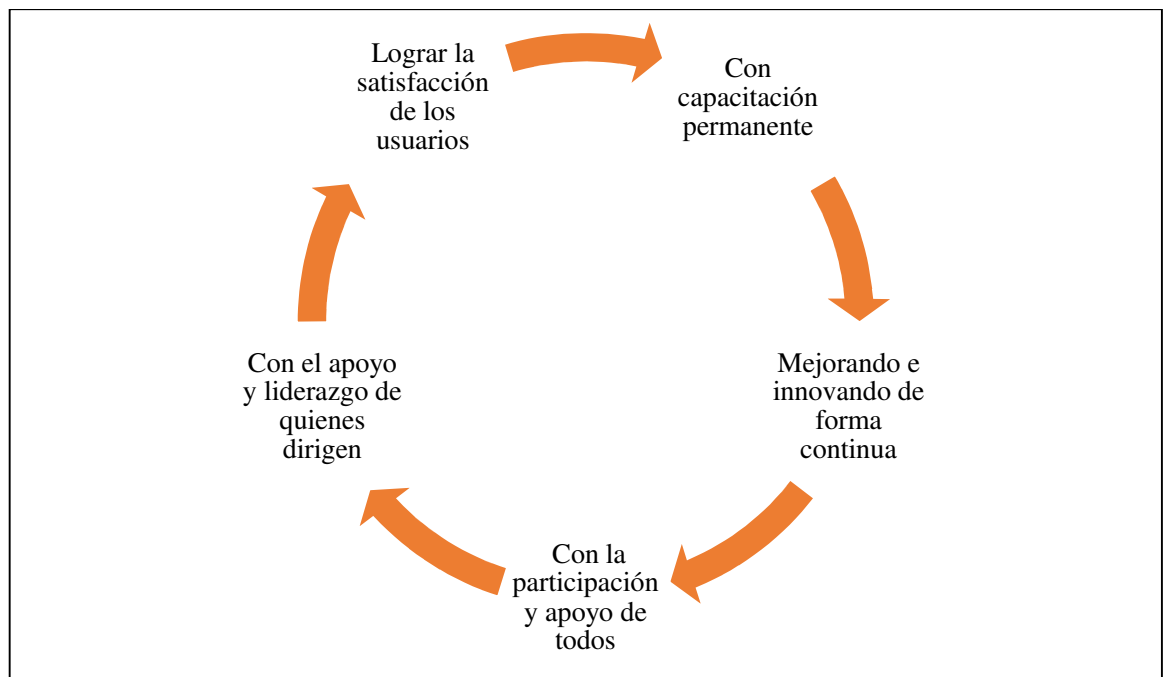 Lograr la
satisfacción
de los
usuarios
Con
capacitación
permanente
Mejorando e
innovando de
forma
continua
Con la
participación
y apoyo de
todos
Con el apoyo
y liderazgo de
quienes
dirigen